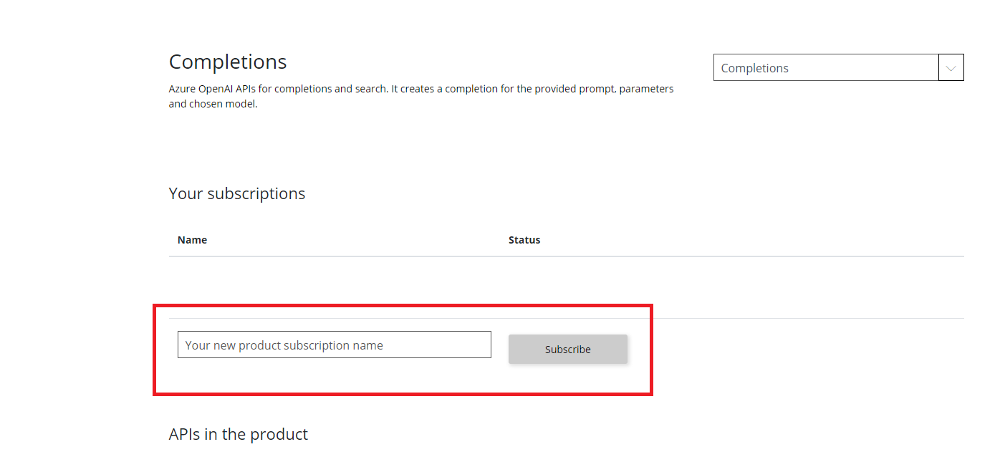 Completions
Completions
Azure OpenAI APIs for completions and search. It creates a completion for the provided prompt, parameters
and chosen model.
Your subscriptions
Name Status
Your new product subscription name Subscribe
APIs in the product